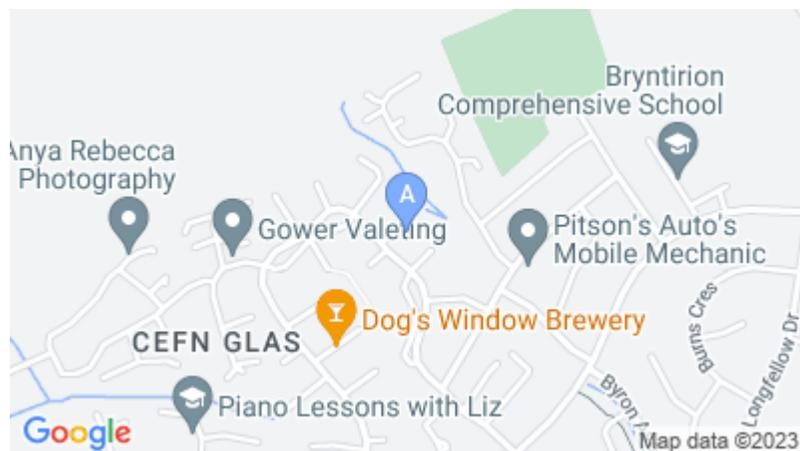 Bryntirion
Comprehensive School
Anya Rebecca
Photography
A
Gower Valeting
Pitson's Auto's
Mobile Mechanic
Dog's Window Brewery
Burns Cres
CEFN GLAS
Longfellow Dr
Byron A
Piano Lessons with Liz
Google
Map data ©2023